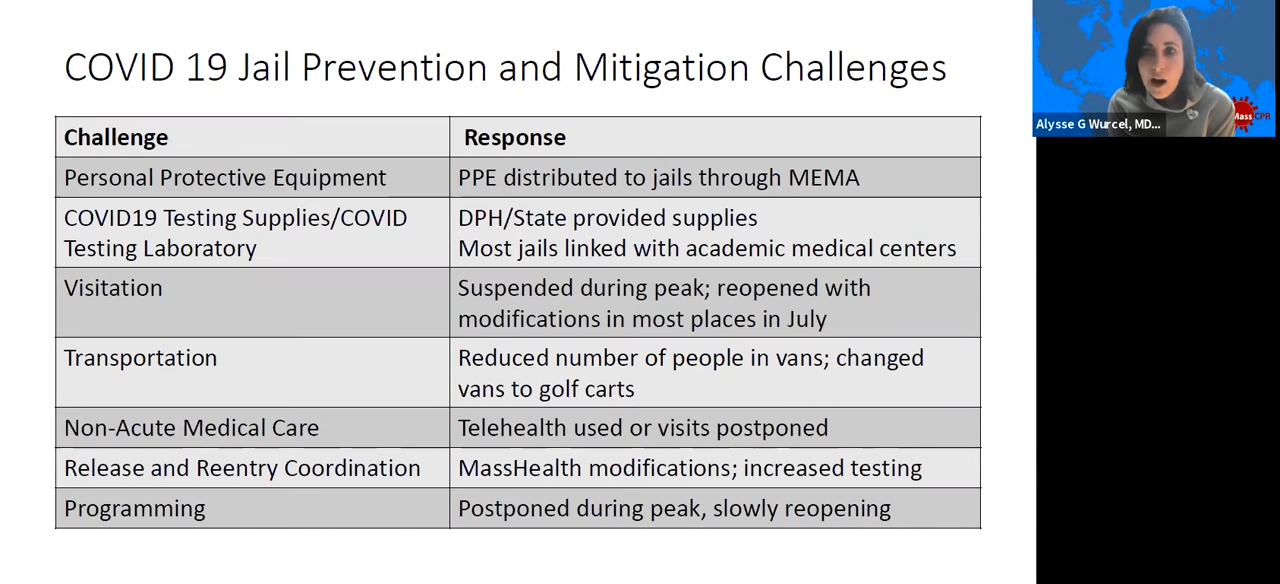 COVID 19 Jail Prevention and Mitigation Challenges
Challenge
Response
Personal Protective Equipment
PPE distributed to jails through MEMA
COVID19 Testing Supplies/COVID
Testing Laboratory
DPH/State provided supplies
Most jails linked with academic medical centers
Visitation
Suspended during peak; reopened with
modifications in most places in July
Transportation
Reduced number of people in vans; changed
vans to golf carts
Non-Acute Medical Care
Telehealth used or visits postponed
Release and Reentry Coordination
MassHealth modifications; increased testing
Programming
Postponed during peak, slowly reopening
Alysse G Wurcel, MD...
MassCPR